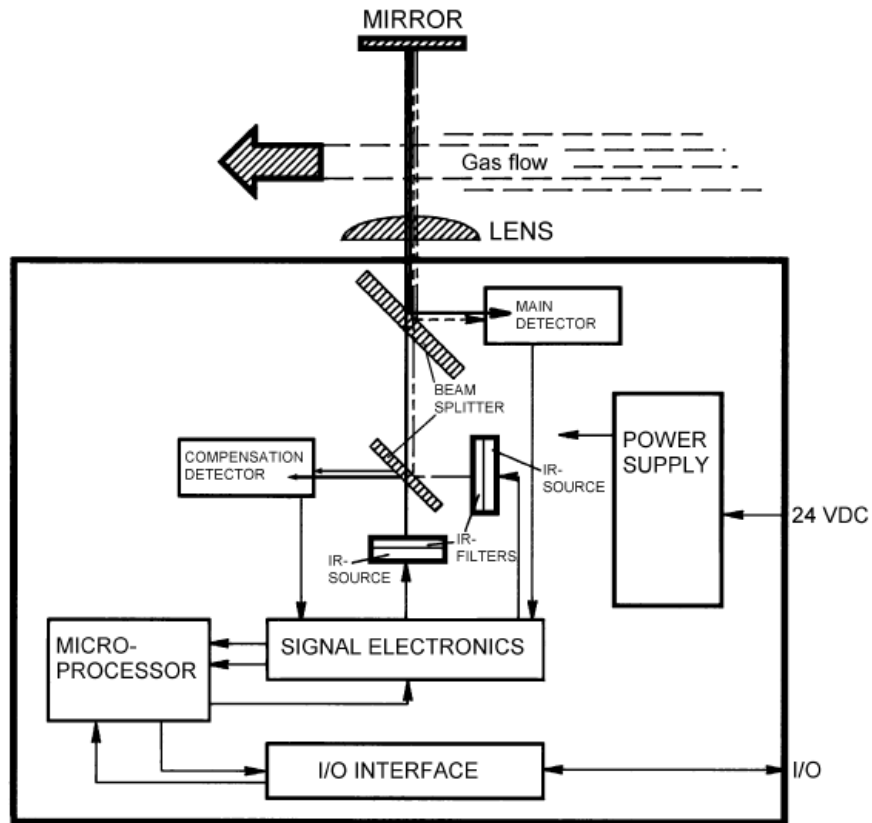 MIRROR
Gas flow
LENS
MAIN
DETECTOR
BEAM
SPLITTER
COMPENSATION
DETECTOR
IR-
SOURCE
POWER
SUPPLY
24 VDC
IR-
FILTERS
IR-
SOURCE
MICRO-
PROCESSOR
SIGNAL ELECTRONICS
I/O INTERFACE
I/O